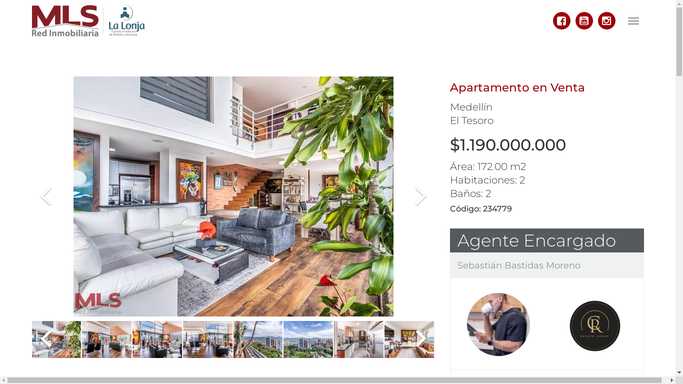 MLS
Red Inmobiliaria
La Lonja
Apartamento en Venta
Medellín
El Tesoro
$1.190.000.000
Área: 172.00 m2
Habitaciones: 2
Baños: 2
Código: 234779
Agente Encargado
Sebastián Bastidas Moreno
MLS